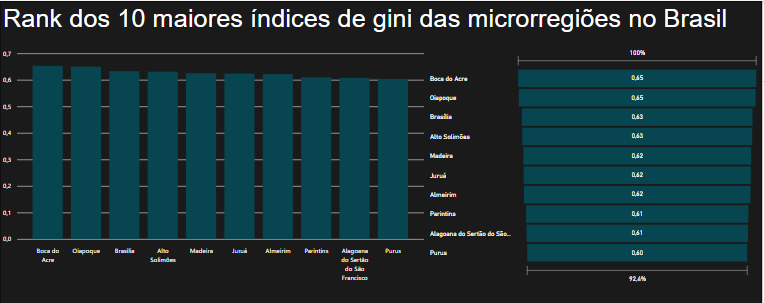 Rank dos 10 maiores índices de gini das microrregiões no Brasil
0,7
0,6
0,5
0,4
0,3
0,2
0,1
0,0
Boca do
Acre
Oiapoque
Brasília
Alto
Solimões
Madeira
Juruá
Almeirim
Parintins
Alagoana
do Sertão
do São
Francisco
Purus
100%
Boca do Acre
0,65
Oiapoque
0,65
Brasília
0,63
Alto Solimões
0,63
Madeira
0,62
Juruá
0,62
Almeirim
0,62
Parintins
0,61
Alagoana do Sertão do São...
0,61
Purus
0,60
92,6%